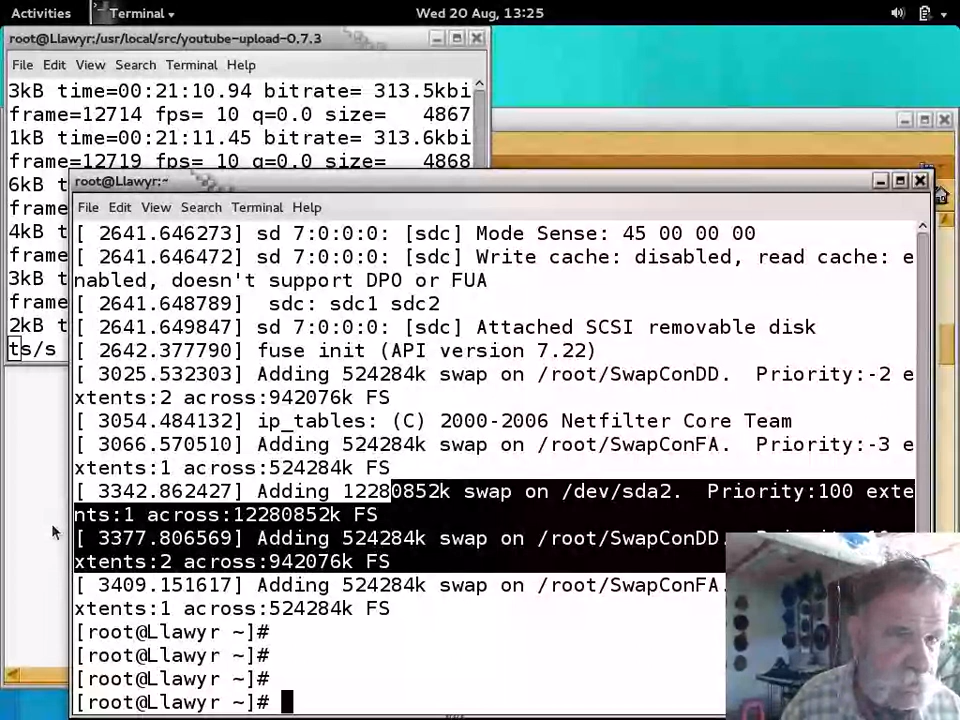 Activities Terminal Wed 20 Aug, 13:25
root@Llawyr:/usr/local/src/youtube-upload-0.7.3
File Edit View Search Terminal Help
3kB time=00:21:10.94 bitrate= 313.5kbi
frame=12714 fps= 10 q=0.0 size= 4867
1kB time=00:21:11.45 bitrate= 313.6kbi
frame=12719 fps= 10 q=0.0 size= 4868
6kB t
frame=
4kB t
frame=
3kB t
frame=
2kB t
ts/s
root@Llawyr:~
File Edit View Search Terminal Help
[ 2641.646273] sd 7:0:0:0: [sdc] Mode Sense: 45 00 00 00
[ 2641.646472] sd 7:0:0:0: [sdc] Write cache: disabled, read cache: e
nabled, doesn't support DPO or FUA
[ 2641.648789]  sdc: sdc1 sdc2
[ 2641.649847] sd 7:0:0:0: [sdc] Attached SCSI removable disk
[ 2642.377790] fuse init (API version 7.22)
[ 3025.532303] Adding 524284k swap on /root/SwapConDD.  Priority:-2 e
xtents:2 across:942076k FS
[ 3054.484132] ip_tables: (C) 2000-2006 Netfilter Core Team
[ 3066.570510] Adding 524284k swap on /root/SwapConFA.  Priority:-3 e
xtents:1 across:524284k FS
[ 3342.862427] Adding 12280852k swap on /dev/sda2.  Priority:100 exte
nts:1 across:12280852k FS
[ 3377.806569] Adding 524284k swap on /root/SwapConDD.
xtents:2 across:942076k FS
[ 3409.151617] Adding 524284k swap on /root/SwapConFA.
xtents:1 across:524284k FS
[root@Llawyr ~]#
[root@Llawyr ~]#
[root@Llawyr ~]#
[root@Llawyr ~]#